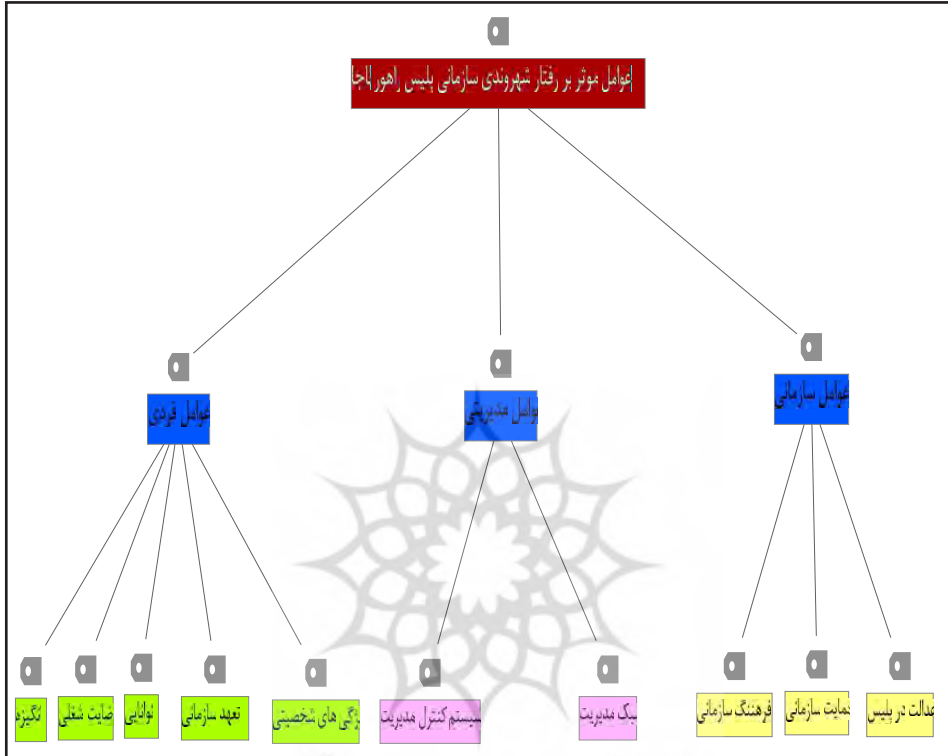 عوامل موثر بر رفتار شهروندی سازمانی پلیس راهور ناجا
عوامل سازمانی
عوامل مدیریتی
عوامل فردی
عدالت در پلیس
حمایت سازمانی
فرهنگ سازمانی
سبک مدیریت
سیستم کنترل مدیریت
ویژگی های شخصیتی
تعهد سازمانی
توانایی
رضایت شغلی
انگیزه